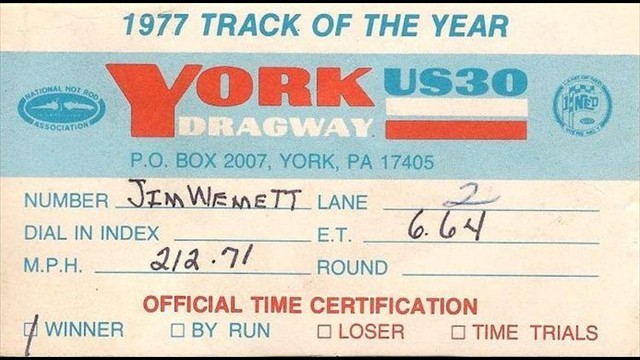 1977 TRACK OF THE YEAR
NATIONAL HOT ROD ASSOCIATION
YORK US30
DRAGWAY
P.O. BOX 2007, YORK, PA 17405
NUMBER JIM WEMETT LANE 2
DIAL IN INDEX E.T. 6.64
M.P.H. 212.71 ROUND
OFFICIAL TIME CERTIFICATION
WINNER BY RUN LOSER TIME TRIALS